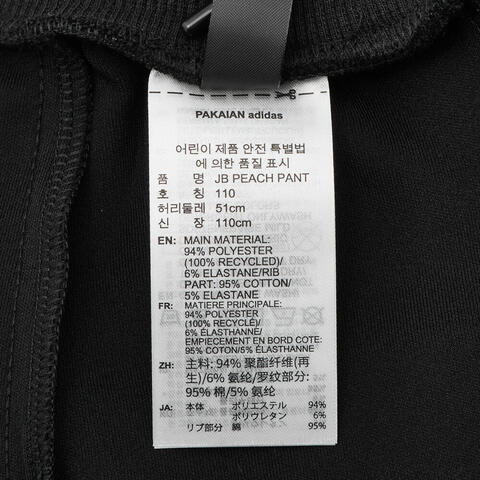 PAKAIAN adidas
어린이 제품 안전 특별법
에 의한 품질 표시
품 명 JB PEACH PANT
호 칭 110
허리둘레 51cm
신 장 110cm
EN: MAIN MATERIAL:
94% POLYESTER
(100% RECYCLED)/
6% ELASTANE/RIB
PART: 95% COTTON/
5% ELASTANE
FR: MATIERE PRINCIPALE:
94% POLYESTER
(100% RECYCLÉ)/
6% ÉLASTHANNE/
EMPIECEMENT EN BORD COTE:
95% COTON/5% ÉLASTHANNE
ZH: 主料: 94% 聚酯纤维(再
生)/6% 氨纶/罗纹部分:
95% 棉/5% 氨纶
JA: 本体 ポリエステル 94%
ポリウレタン 6%
リブ部分 綿 95%